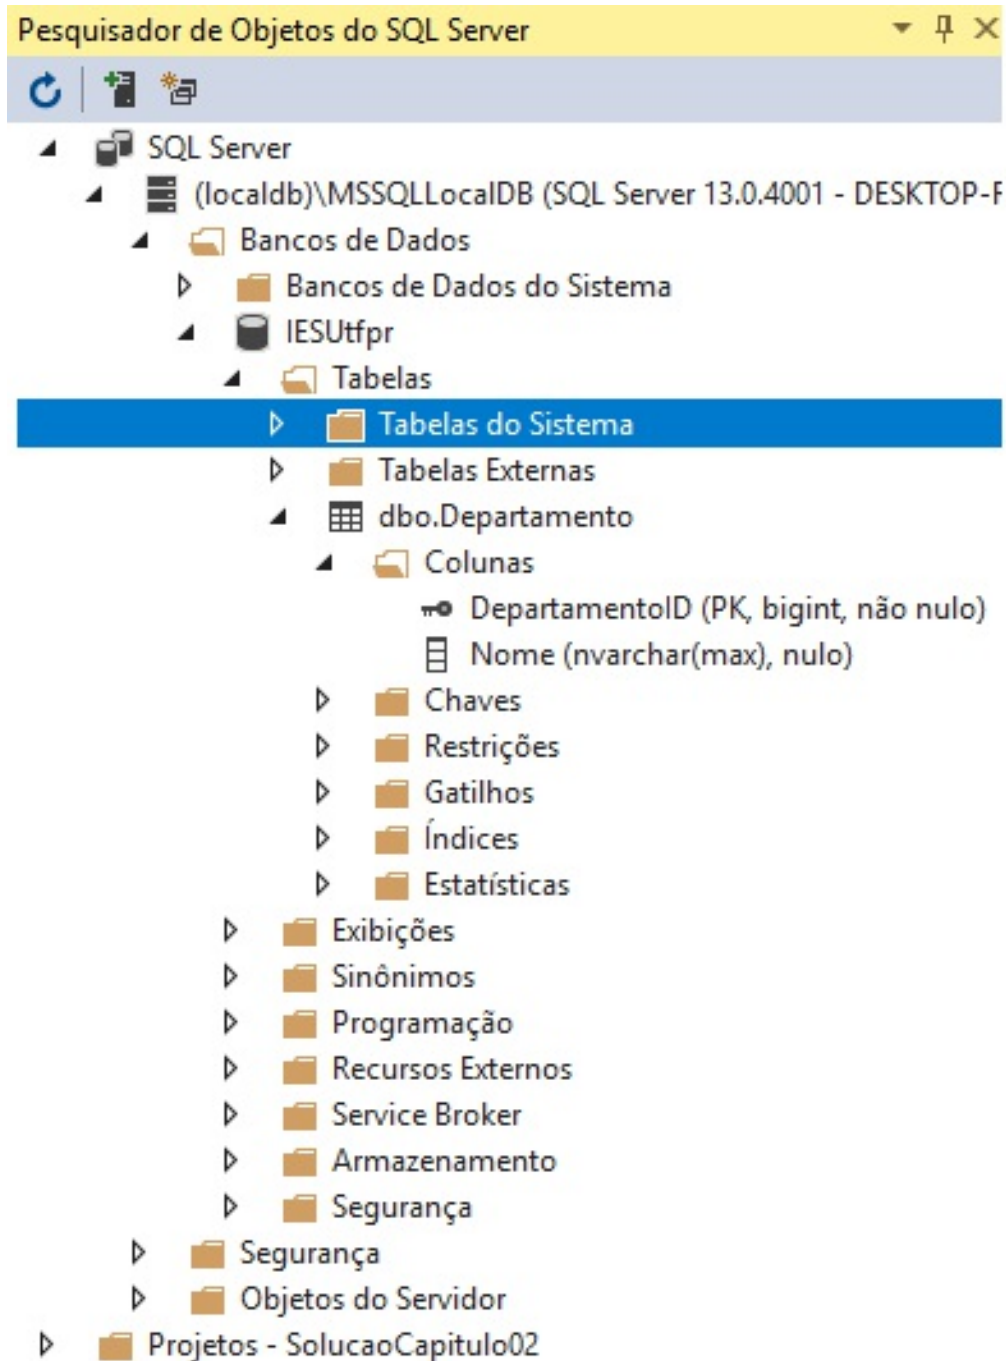 Pesquisador de Objetos do SQL Server
SQL Server
(localdb)\MSSQLLocalDB (SQL Server 13.0.4001 - DESKTOP-F
Bancos de Dados
Bancos de Dados do Sistema
IESUtfpr
Tabelas
Tabelas do Sistema
Tabelas Externas
dbo.Departamento
Colunas
DepartamentoID (PK, bigint, não nulo)
Nome (nvarchar(max), nulo)
Chaves
Restrições
Gatilhos
Índices
Estatísticas
Exibições
Sinônimos
Programação
Recursos Externos
Service Broker
Armazenamento
Segurança
Segurança
Objetos do Servidor
Projetos - SolucaoCapitulo02